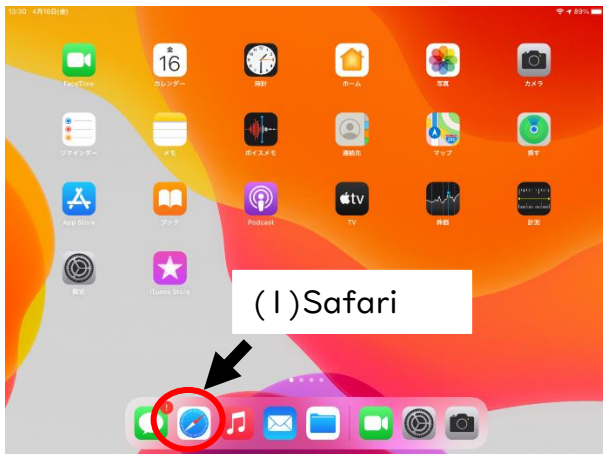 13:30 4月16日(金)
89%
金
16
FaceTime
カレンダー
時計
ホーム
写真
カメラ
リマインダー
メモ
ボイスメモ
連絡先
マップ
探す
App Store
ブック
Podcast
tv
TV
株価
計測
設定
iTunes Store
(1)Safari